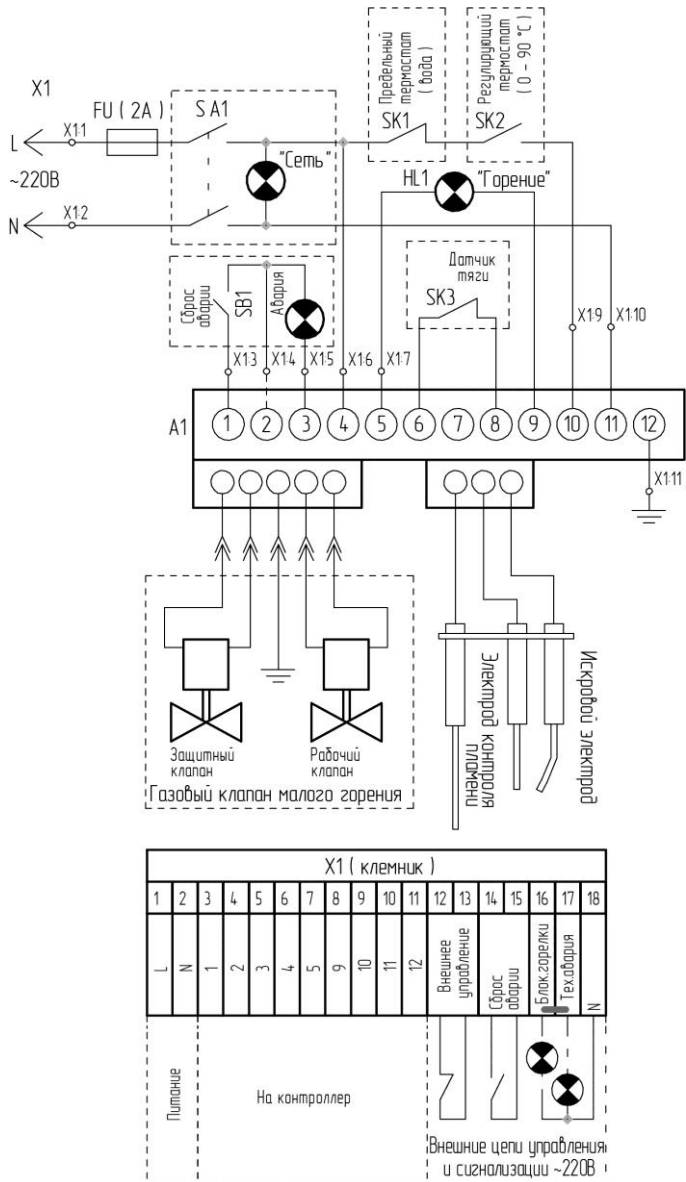 X1
FU ( 2А )
S A1
Предельный
термостат
( вода )
Регулирующий
термостат
( 0 – 90 °С )
SK1
SK2
L
X1:1
"Сеть"
~220В
HL1
"Горение"
N
X1:2
Датчик
тяги
SK3
Сброс
аварии
SB1
Авария
X1:9
X1:10
X1:3
X1:4
X1:5
X1:6
X1:7
A1
1 2 3 4 5 6 7 8 9 10 11 12
X1:11
Защитный
клапан
Рабочий
клапан
Газовый клапан малого горения
Электрод контроля
пламени
Искровой электрод
X1 ( клемник )
1 2 3 4 5 6 7 8 9 10 11 12 13 14 15 16 17 18
L N 1 2 3 4 5 9 10 11 12
Внешнее
управление
Сброс
аварии
Блок.горелки
Тех.авария
N
Питание
На контроллер
Внешние цепи управления
и сигнализации ~220В